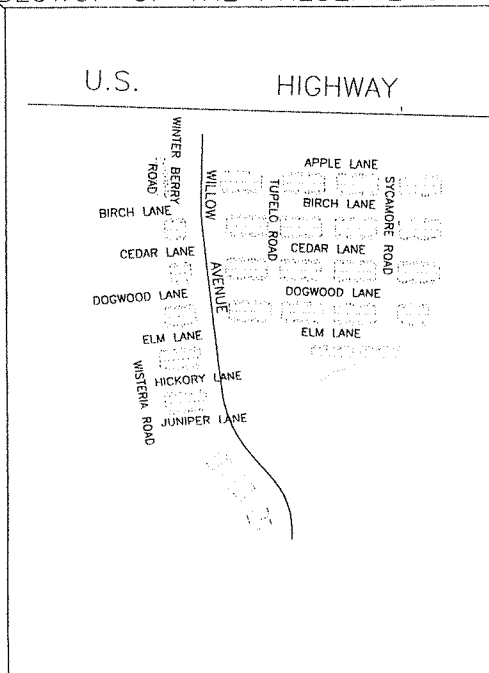 U.S. HIGHWAY
WINTER BERRY
ROAD
WILLOW
AVENUE
TUPELO ROAD
SYCAMORE ROAD
APPLE LANE
BIRCH LANE
BIRCH LANE
CEDAR LANE
CEDAR LANE
DOGWOOD LANE
DOGWOOD LANE
ELM LANE
ELM LANE
HICKORY LANE
WISTERIA ROAD
JUNIPER LANE